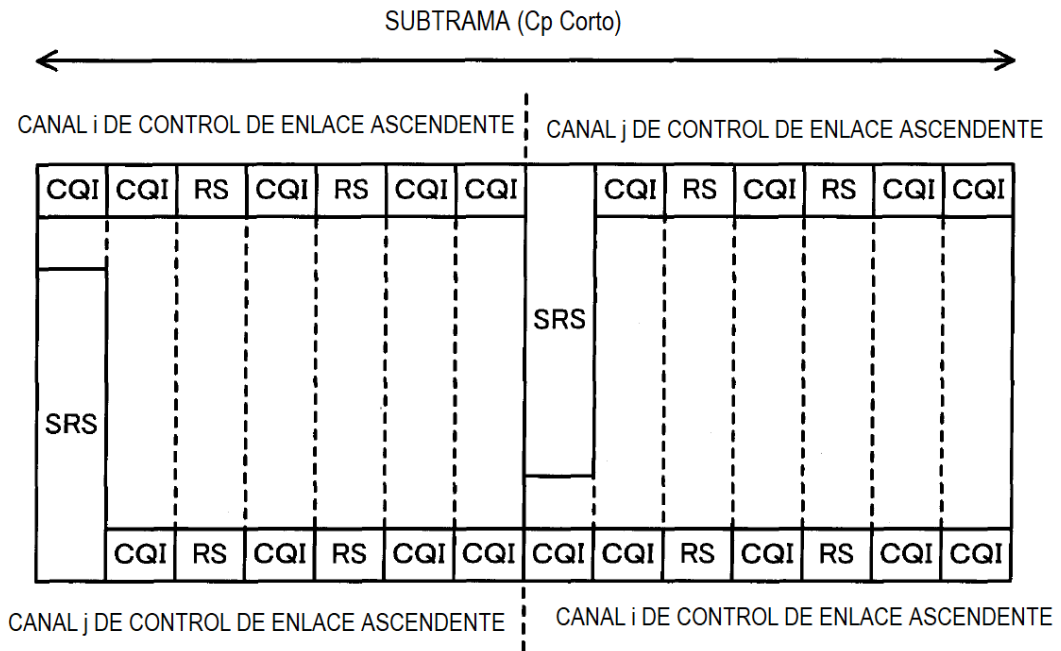 SUBTRAMA (Cp Corto)
CANAL i DE CONTROL DE ENLACE ASCENDENTE
CANAL j DE CONTROL DE ENLACE ASCENDENTE
CQI CQI RS CQI RS CQI CQI CQI RS CQI RS CQI CQI
SRS
SRS
CQI RS CQI RS CQI CQI CQI CQI RS CQI RS CQI CQI
CANAL j DE CONTROL DE ENLACE ASCENDENTE
CANAL i DE CONTROL DE ENLACE ASCENDENTE